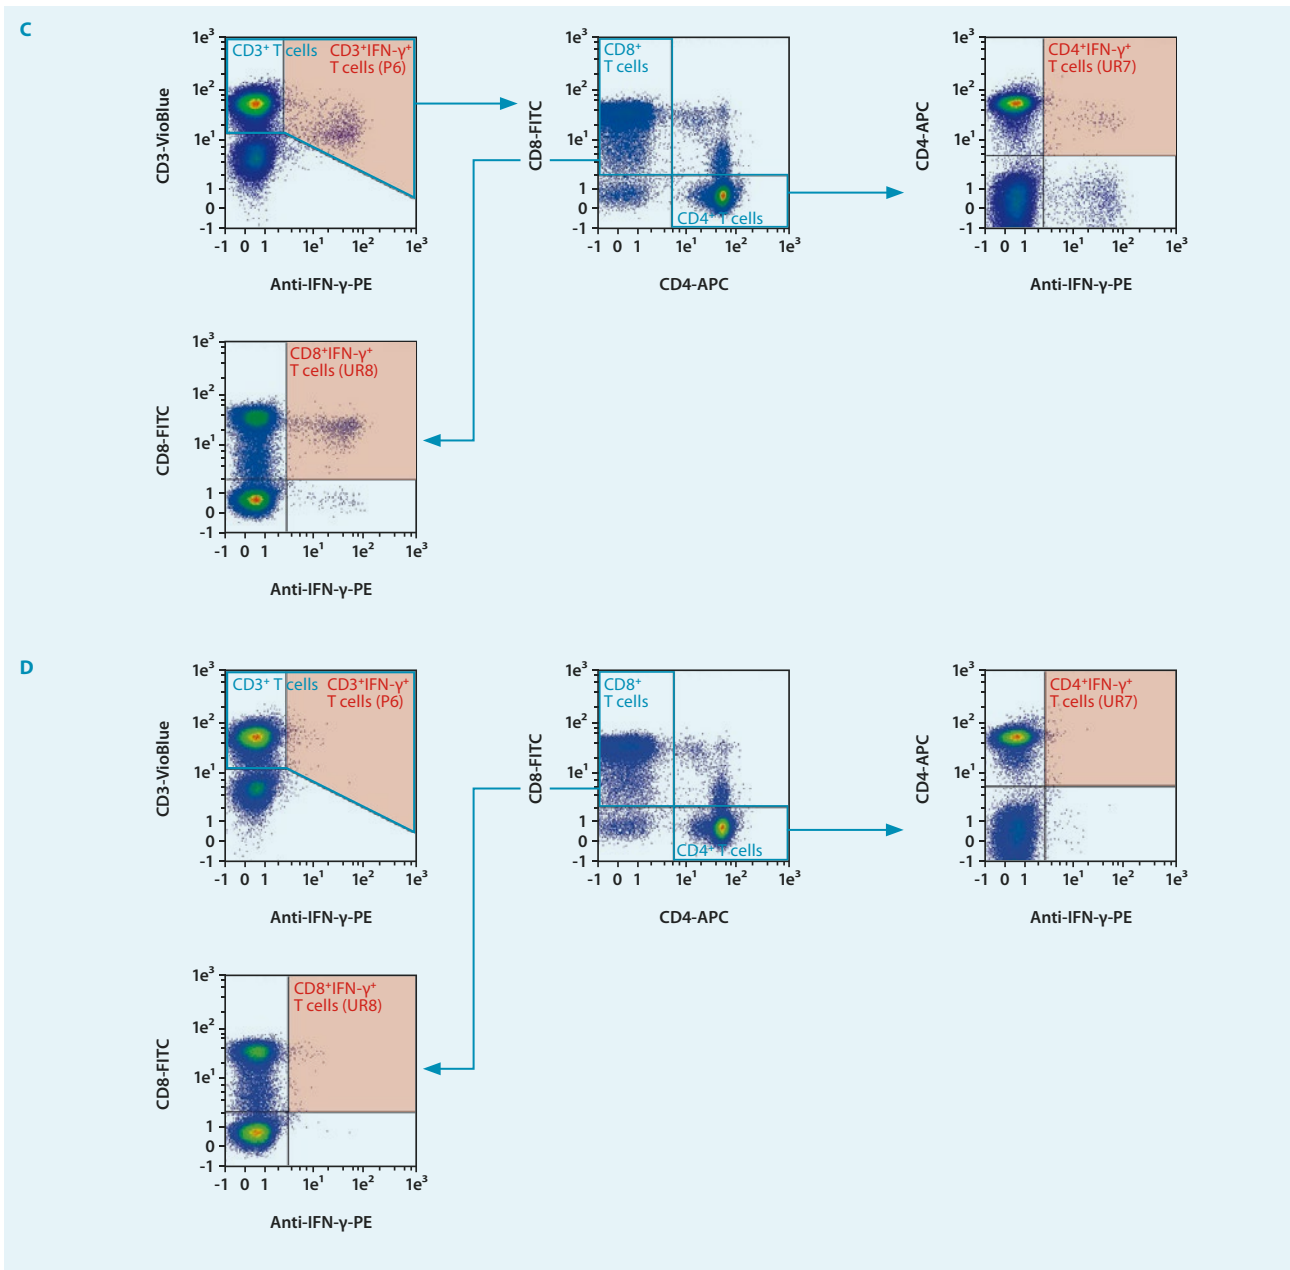 C
CD3-VioBlue
1e³
1e²
1e¹
1
0
-1
CD3⁺ T cells
CD3⁺IFN-γ⁺
T cells (P6)
-1 0 1 1e¹ 1e² 1e³
Anti-IFN-γ-PE
CD8-FITC
1e³
1e²
1e¹
1
0
-1
CD8⁺
T cells
CD4⁺ T cells
-1 0 1 1e¹ 1e² 1e³
CD4-APC
CD4-APC
1e³
1e²
1e¹
1
0
-1
CD4⁺IFN-γ⁺
T cells (UR7)
-1 0 1 1e¹ 1e² 1e³
Anti-IFN-γ-PE
CD8-FITC
1e³
1e²
1e¹
1
0
-1
CD8⁺IFN-γ⁺
T cells (UR8)
-1 0 1 1e¹ 1e² 1e³
Anti-IFN-γ-PE
D
CD3-VioBlue
1e³
1e²
1e¹
1
0
-1
CD3⁺ T cells
CD3⁺IFN-γ⁺
T cells (P6)
-1 0 1 1e¹ 1e² 1e³
Anti-IFN-γ-PE
CD8-FITC
1e³
1e²
1e¹
1
0
-1
CD8⁺
T cells
CD4⁺ T cells
-1 0 1 1e¹ 1e² 1e³
CD4-APC
CD4-APC
1e³
1e²
1e¹
1
0
-1
CD4⁺IFN-γ⁺
T cells (UR7)
-1 0 1 1e¹ 1e² 1e³
Anti-IFN-γ-PE
CD8-FITC
1e³
1e²
1e¹
1
0
-1
CD8⁺IFN-γ⁺
T cells (UR8)
-1 0 1 1e¹ 1e² 1e³
Anti-IFN-γ-PE